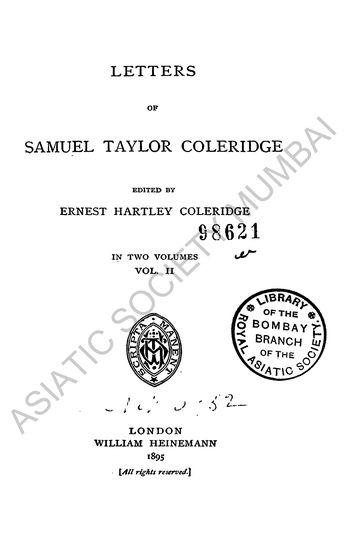 LETTERS
OF
SAMUEL TAYLOR COLERIDGE
EDITED BY
ERNEST HARTLEY COLERIDGE
98621
IN TWO VOLUMES
VOL. II
SCRIPTA MANENT
LIBRARY
OF THE
BOMBAY
BRANCH
OF THE
ROYAL ASIATIC SOCIETY
LONDON
WILLIAM HEINEMANN
1895
[All rights reserved.]
ASIATIC SOCIETY MUMBAI